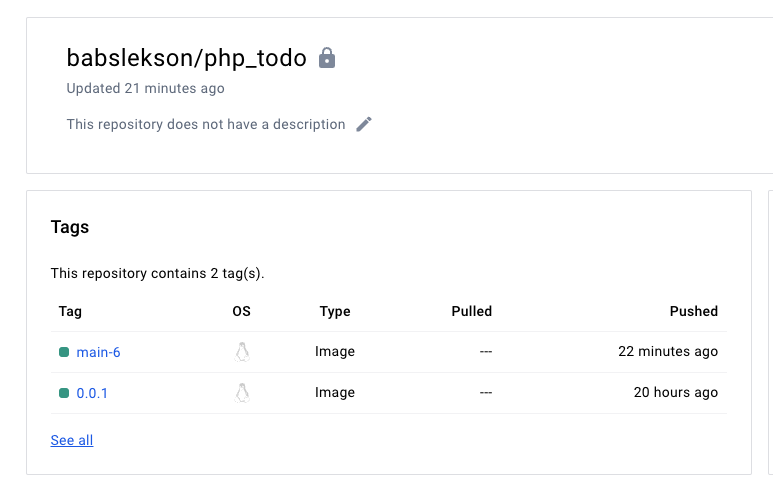 babslekson/php_todo
Updated 21 minutes ago
This repository does not have a description
Tags
This repository contains 2 tag(s).
Tag OS Type Pulled Pushed
main-6 Image --- 22 minutes ago
0.0.1 Image --- 20 hours ago
See all